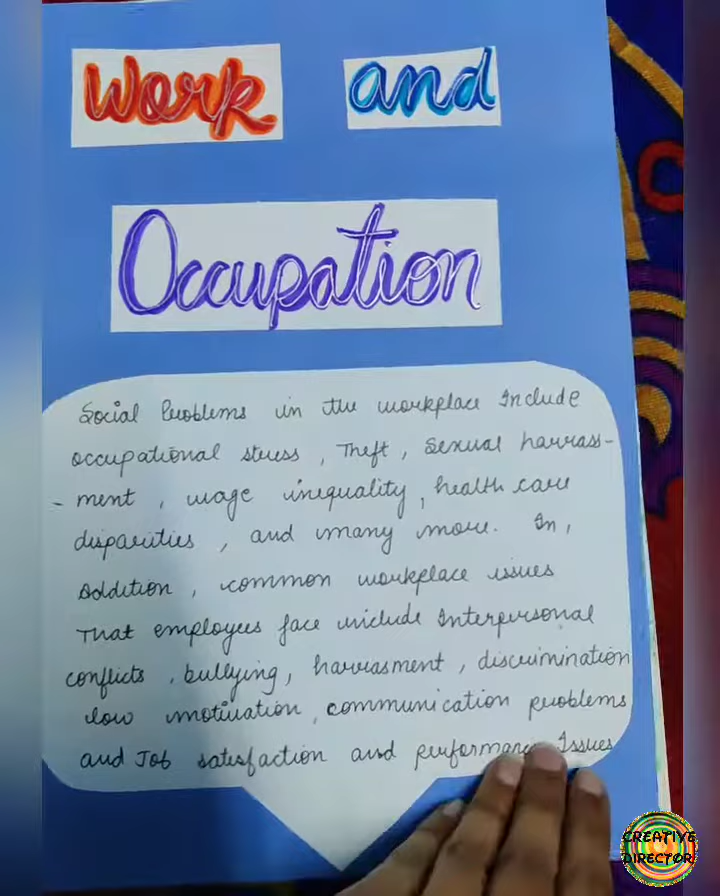 Work and
Occupation
Social Problems in the workplace Include
occupational stress, Theft, Sexual harrass-
- ment, wage inequality, health care
disparities, and many more. In,
addition, common workplace issues
That employees face include Interpersonal
conflicts, bullying, harrasment, discrimination
low motivation, communication problems
and Job satisfaction and performance Issues
CREATIVE
DIRECTOR